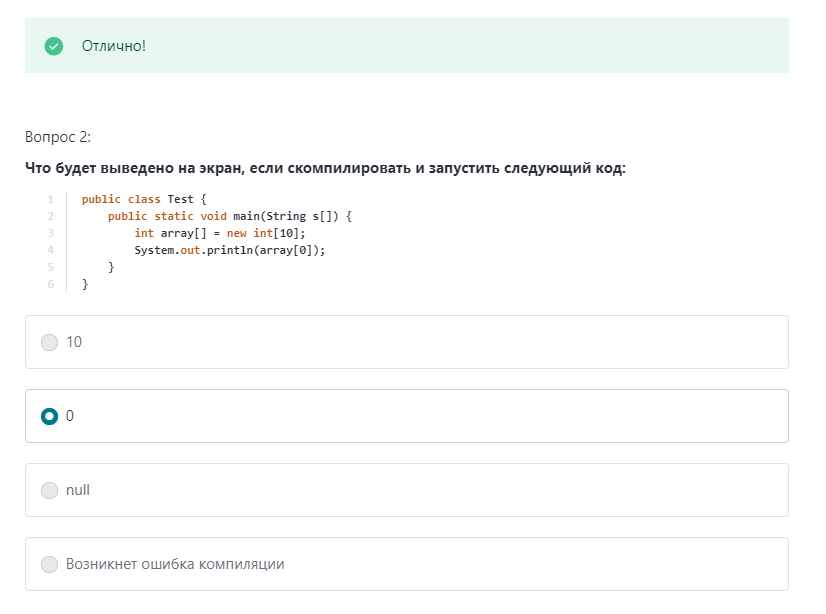 Отлично!
Вопрос 2:
Что будет выведено на экран, если скомпилировать и запустить следующий код:
1 public class Test {
2 public static void main(String s[]) {
3 int array[] = new int[10];
4 System.out.println(array[0]);
5 }
6 }
10
0
null
Возникнет ошибка компиляции